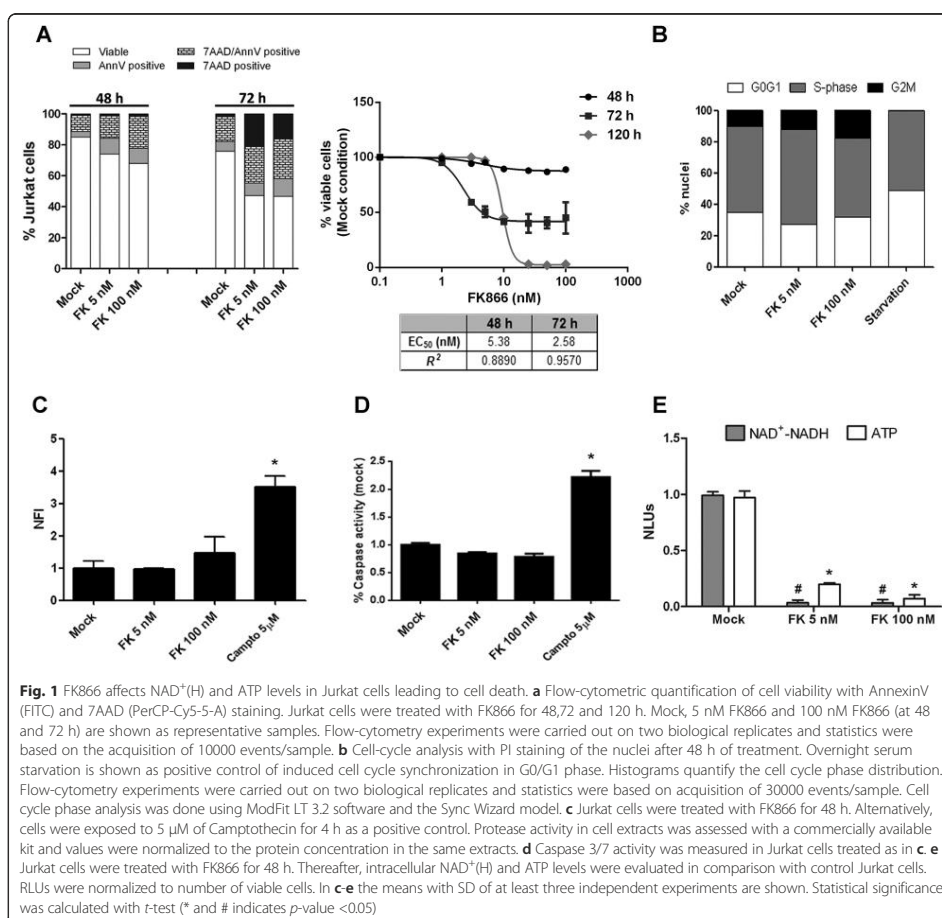 A
Viable
7AAD/AnnV positive
AnnV positive
7AAD positive
48 h
72 h
% Jurkat cells
100
80
60
40
20
0
Mock
FK 5 nM
FK 100 nM
Mock
FK 5 nM
FK 100 nM
% viable cells
(Mock condition)
150
100
50
0
48 h
72 h
120 h
0.1
1
10
100
1000
FK866 (nM)
48 h
72 h
EC50 (nM)
5.38
2.58
R2
0.8890
0.9570
B
G0G1
S-phase
G2M
% nuclei
100
80
60
40
20
0
Mock
FK 5 nM
FK 100 nM
Starvation
C
NFI
5
4
3
2
1
0
*
Mock
FK 5 nM
FK 100 nM
Campto 5µM
D
% Caspase activity (mock)
2.5
2.0
1.5
1.0
0.5
0.0
*
Mock
FK 5 nM
FK 100 nM
Campto 5µM
E
NAD+-NADH
ATP
NLUs
1.0
0.5
0.0
#
*
#
*
Mock
FK 5 nM
FK 100 nM
Fig. 1 FK866 affects NAD+(H) and ATP levels in Jurkat cells leading to cell death. a Flow-cytometric quantification of cell viability with AnnexinV
(FITC) and 7AAD (PerCP-Cy5-5-A) staining. Jurkat cells were treated with FK866 for 48,72 and 120 h. Mock, 5 nM FK866 and 100 nM FK866 (at 48
and 72 h) are shown as representative samples. Flow-cytometry experiments were carried out on two biological replicates and statistics were
based on the acquisition of 10000 events/sample. b Cell-cycle analysis with PI staining of the nuclei after 48 h of treatment. Overnight serum
starvation is shown as positive control of induced cell cycle synchronization in G0/G1 phase. Histograms quantify the cell cycle phase distribution.
Flow-cytometry experiments were carried out on two biological replicates and statistics were based on acquisition of 30000 events/sample. Cell
cycle phase analysis was done using ModFit LT 3.2 software and the Sync Wizard model. c Jurkat cells were treated with FK866 for 48 h. Alternatively,
cells were exposed to 5 µM of Camptothecin for 4 h as a positive control. Protease activity in cell extracts was assessed with a commercially available
kit and values were normalized to the protein concentration in the same extracts. d Caspase 3/7 activity was measured in Jurkat cells treated as in c. e
Jurkat cells were treated with FK866 for 48 h. Thereafter, intracellular NAD+(H) and ATP levels were evaluated in comparison with control Jurkat cells.
RLUs were normalized to number of viable cells. In c-e the means with SD of at least three independent experiments are shown. Statistical significance
was calculated with t-test (* and # indicates p-value <0.05)